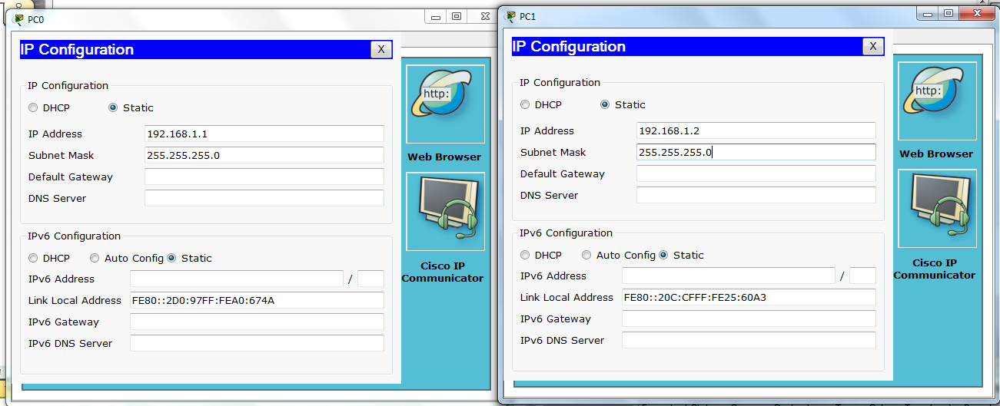 PC0
IP Configuration
X
IP Configuration
DHCP Static
IP Address 192.168.1.1
Subnet Mask 255.255.255.0
Default Gateway
DNS Server
IPv6 Configuration
DHCP Auto Config Static
IPv6 Address /
Link Local Address FE80::2D0:97FF:FEA0:674A
IPv6 Gateway
IPv6 DNS Server
http:
Web Browser
Cisco IP
Communicator
PC1
IP Configuration
X
IP Configuration
DHCP Static
IP Address 192.168.1.2
Subnet Mask 255.255.255.0
Default Gateway
DNS Server
IPv6 Configuration
DHCP Auto Config Static
IPv6 Address /
Link Local Address FE80::20C:CFFF:FE25:60A3
IPv6 Gateway
IPv6 DNS Server
http:
Web Browser
Cisco IP
Communicator